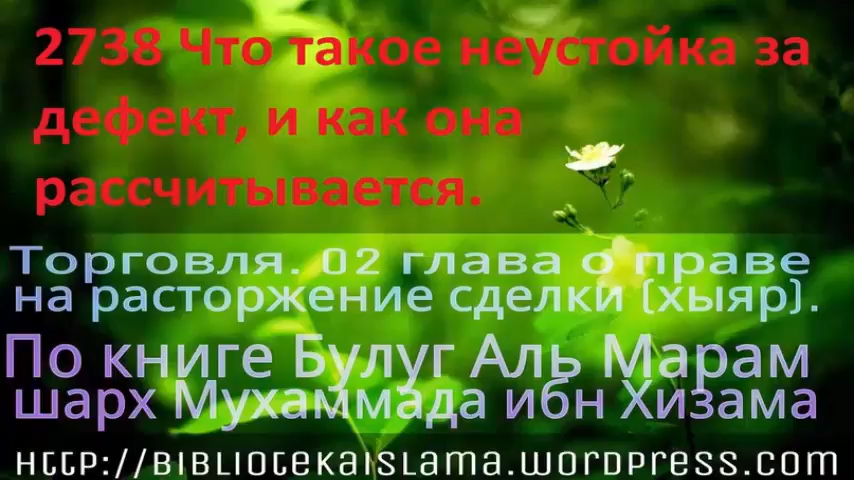 2738 Что такое неустойка за
дефект, и как она
рассчитывается.
Торговля. 02 глава о праве
на расторжение сделки (хыяр).
По книге Булуг Аль Марам
шарх Мухаммада ибн Хизама
Http://bibliotekaislama.wordpress.com